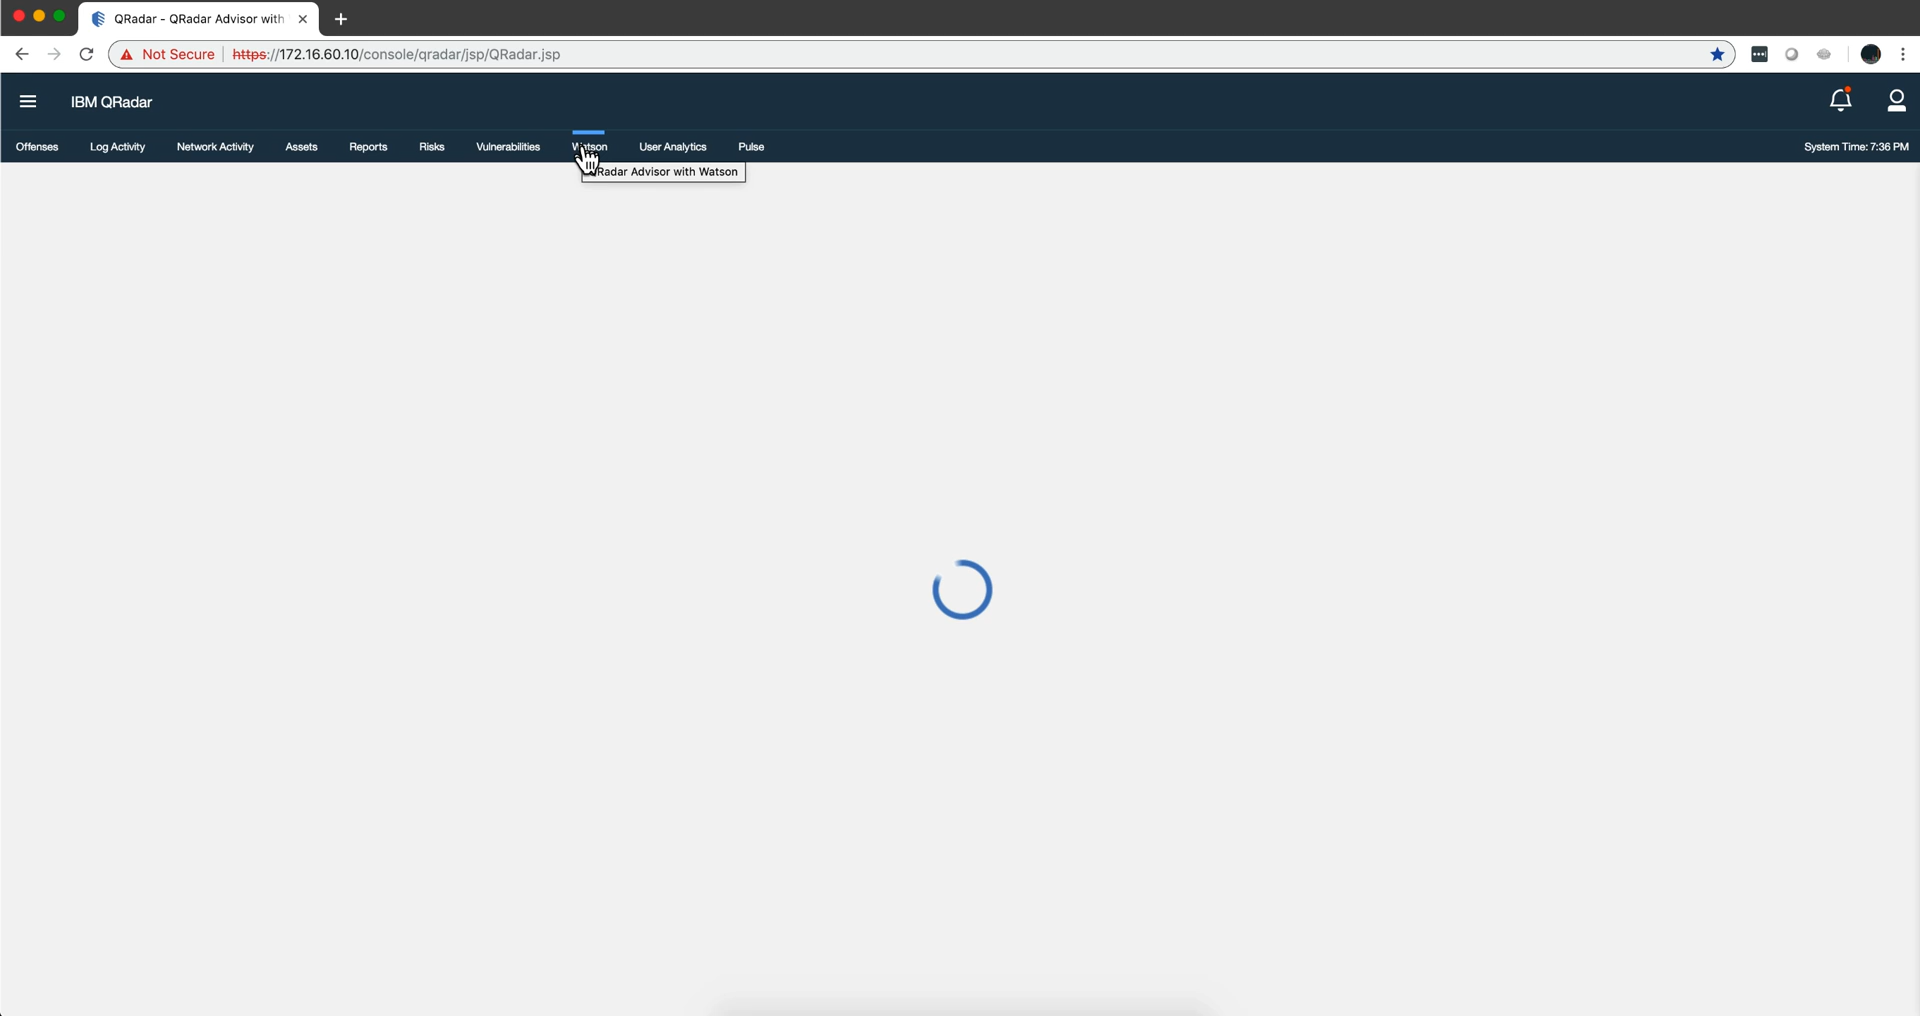 QRadar - QRadar Advisor with
Not Secure https://172.16.60.10/console/qradar/jsp/QRadar.jsp
IBM QRadar
Offenses Log Activity Network Activity Assets Reports Risks Vulnerabilities Watson User Analytics Pulse System Time: 7:36 PM
Radar Advisor with Watson